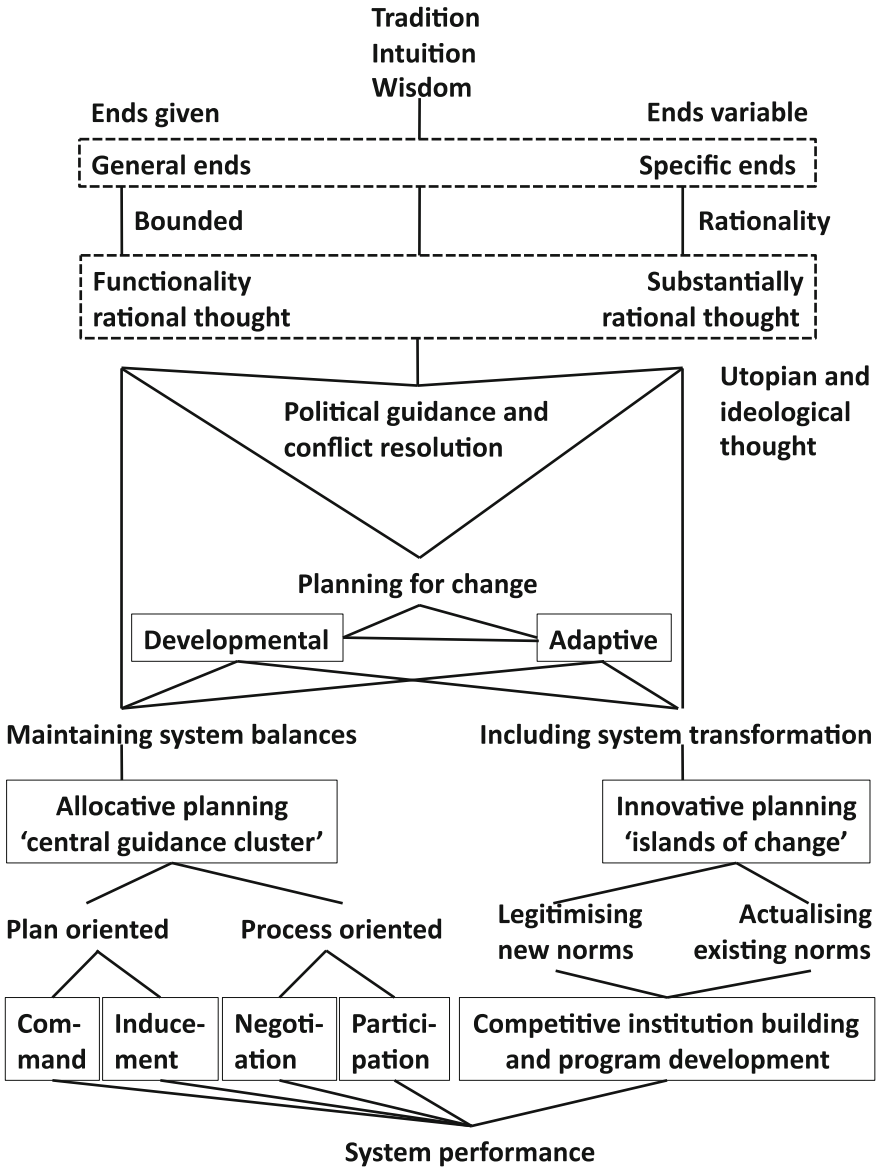 Tradition
Intuition
Wisdom
Ends given
Ends variable
General ends
Specific ends
Bounded
Rationality
Functionality
rational thought
Substantially
rational thought
Utopian and
ideological
thought
Political guidance and
conflict resolution
Planning for change
Developmental
Adaptive
Maintaining system balances
Including system transformation
Allocative planning
‘central guidance cluster’
Innovative planning
‘islands of change’
Plan oriented
Process oriented
Legitimising
new norms
Actualising
existing norms
Com-
mand
Induce-
ment
Negoti-
ation
Partici-
pation
Competitive institution building
and program development
System performance